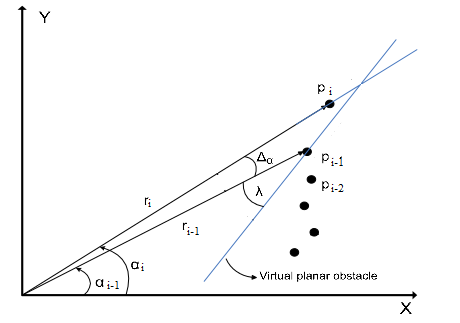 Y
p i
Δα
p i-1
λ
p i-2
r i
r i-1
α i
α i-1
Virtual planar obstacle
X